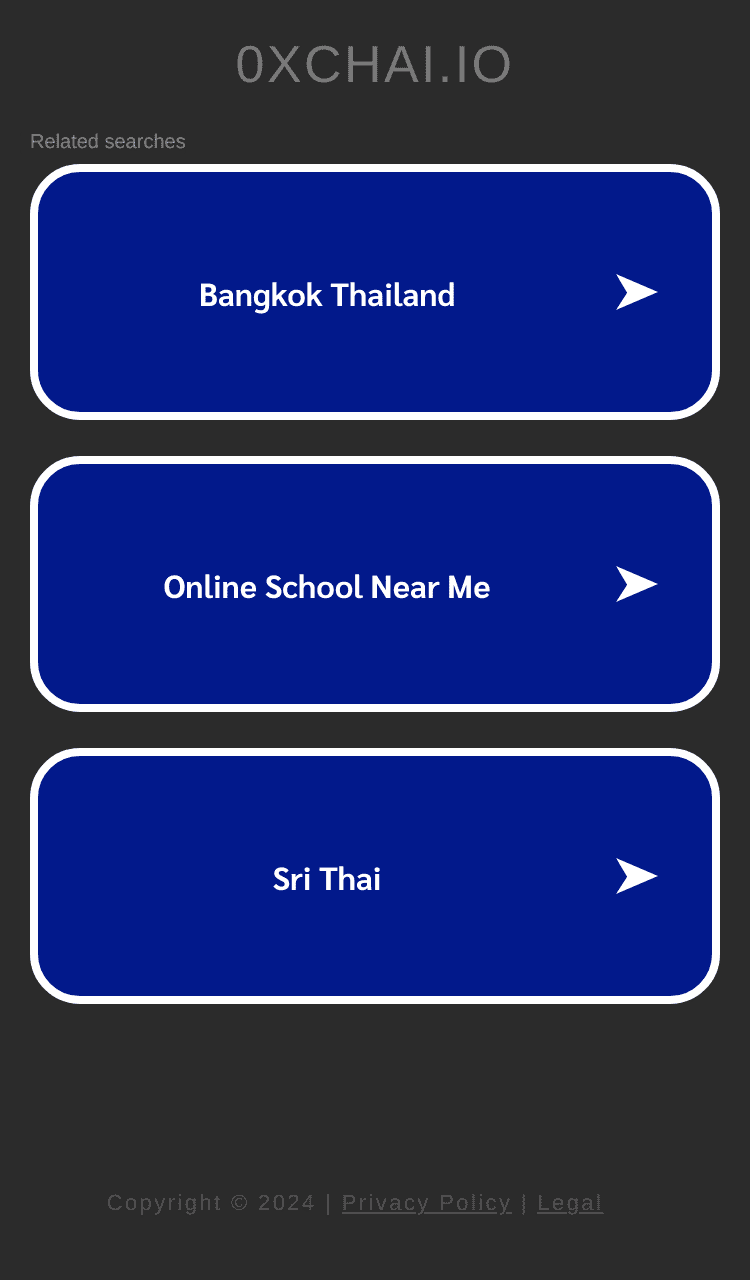 0XCHAI.IO
Related searches
Bangkok Thailand
Online School Near Me
Sri Thai
Copyright © 2024 | Privacy Policy | Legal